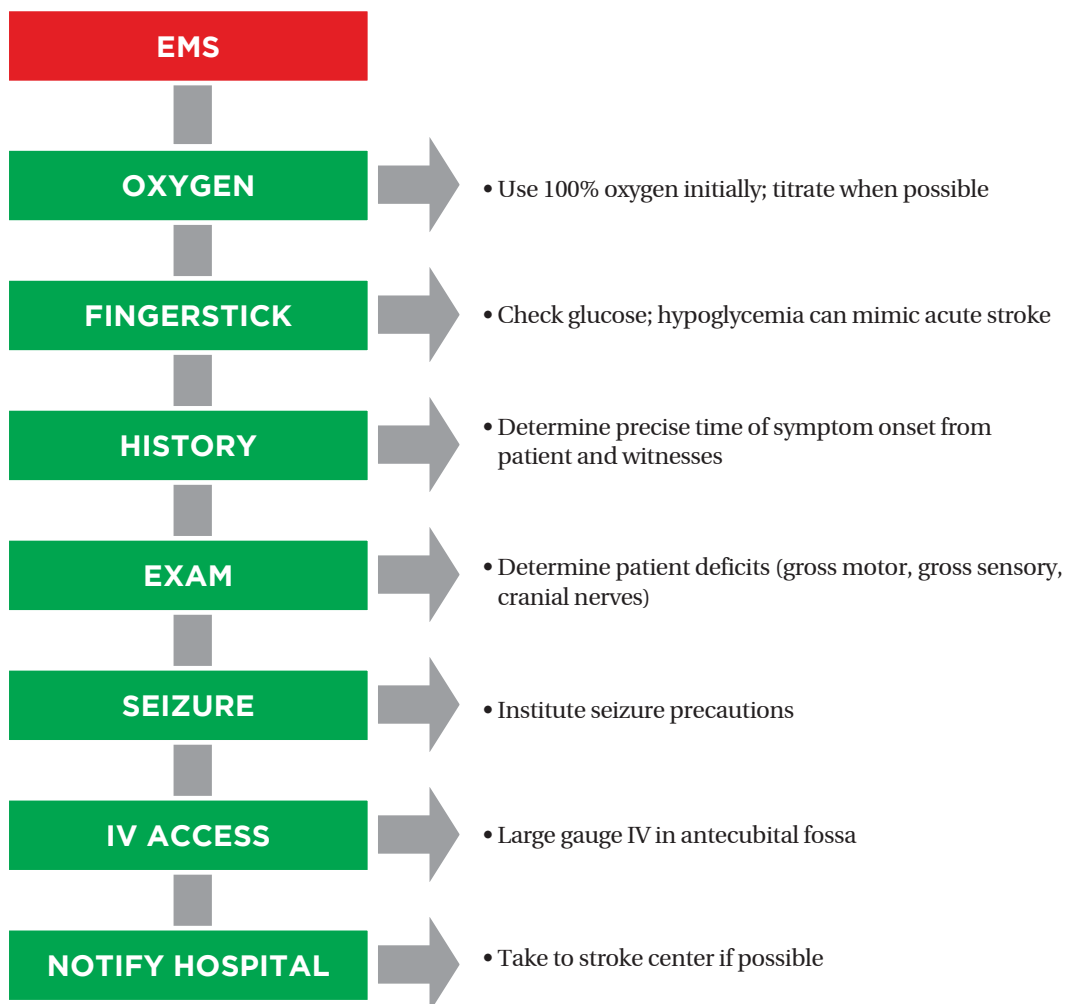 EMS
OXYGEN
• Use 100% oxygen initially; titrate when possible
FINGERSTICK
• Check glucose; hypoglycemia can mimic acute stroke
HISTORY
• Determine precise time of symptom onset from
patient and witnesses
EXAM
• Determine patient deficits (gross motor, gross sensory,
cranial nerves)
SEIZURE
• Institute seizure precautions
IV ACCESS
• Large gauge IV in antecubital fossa
NOTIFY HOSPITAL
• Take to stroke center if possible